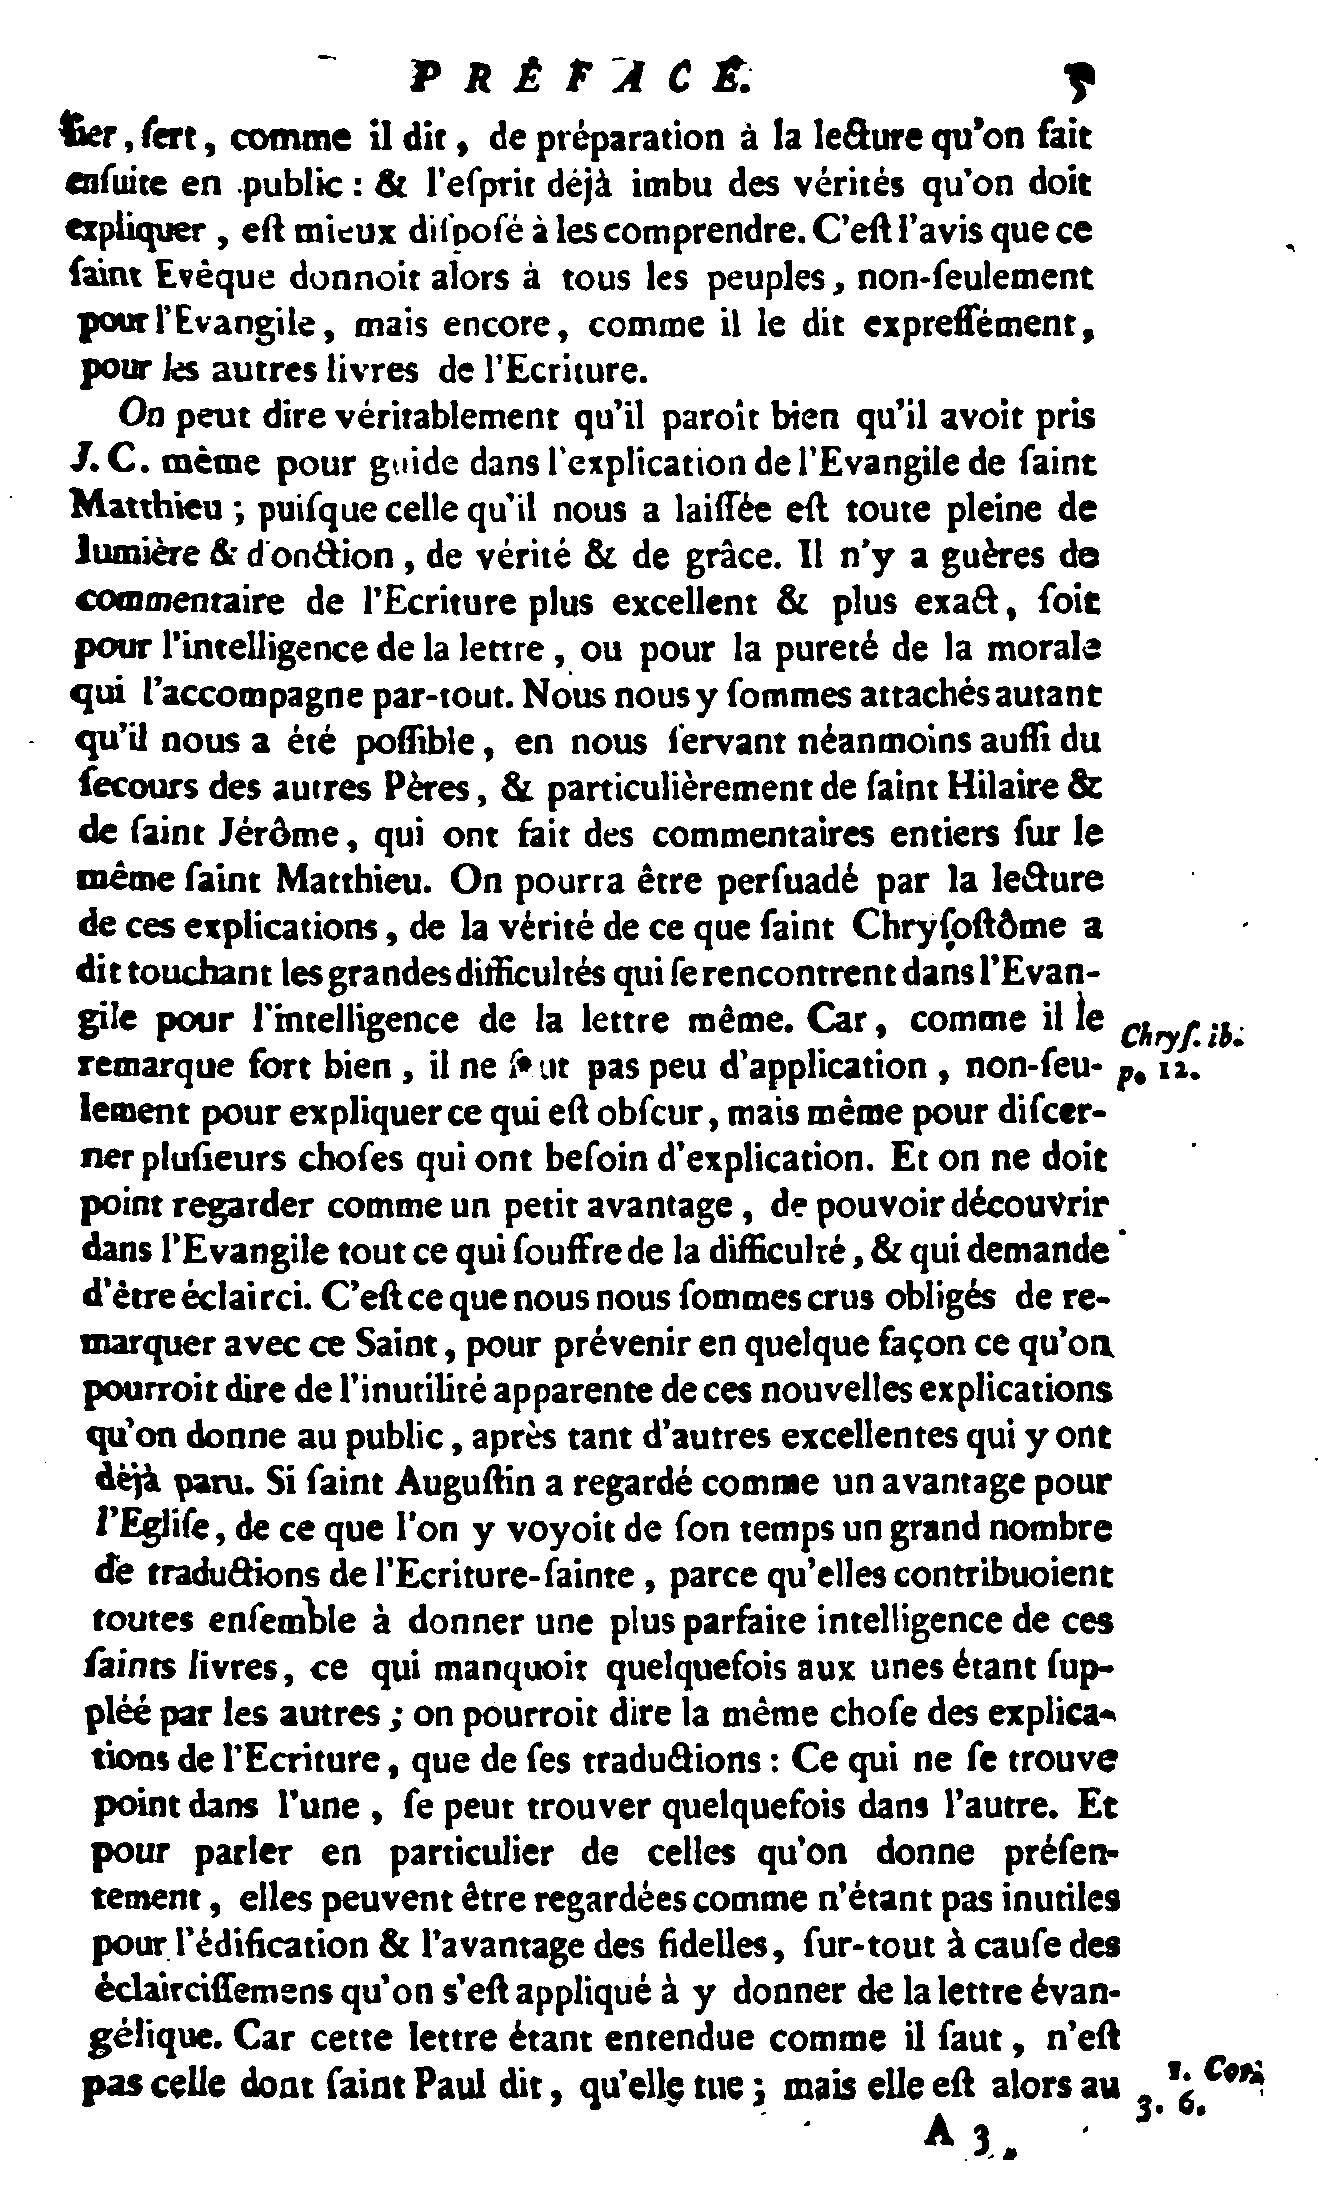 PRÉFACE. 5
tier, ſert, comme il dit, de préparation à la lecture qu'on fait
enſuite en public : & l'eſprit déjà imbu des vérités qu'on doit
expliquer, eſt mieux diſpoſé à les comprendre. C'eſt l'avis que ce
ſaint Evêque donnoit alors à tous les peuples, non-ſeulement
pour l'Evangile, mais encore, comme il le dit expreſſément,
pour les autres livres de l'Ecriture.
On peut dire véritablement qu'il paroît bien qu'il avoit pris
J. C. même pour guide dans l'explication de l'Evangile de ſaint
Matthieu ; puiſque celle qu'il nous a laiſſée eſt toute pleine de
lumière & d'onction, de vérité & de grâce. Il n'y a guères de
commentaire de l'Ecriture plus excellent & plus exact, ſoit
pour l'intelligence de la lettre, ou pour la pureté de la morale
qui l'accompagne par-tout. Nous nous y ſommes attachés autant
qu'il nous a été poſſible, en nous ſervant néanmoins auſſi du
ſecours des autres Pères, & particulièrement de ſaint Hilaire &
de ſaint Jérôme, qui ont fait des commentaires entiers ſur le
même ſaint Matthieu. On pourra être perſuadé par la lecture
de ces explications, de la vérité de ce que ſaint Chryſoſtôme a
dit touchant les grandes difficultés qui ſe rencontrent dans l'Evan-
gile pour l'intelligence de la lettre même. Car, comme il le
Chryſ. ib.
remarque fort bien, il ne faut pas peu d'application, non-ſeu-
p. 12.
lement pour expliquer ce qui eſt obſcur, mais même pour diſcer-
ner pluſieurs choſes qui ont beſoin d'explication. Et on ne doit
point regarder comme un petit avantage, de pouvoir découvrir
dans l'Evangile tout ce qui ſouffre de la difficulté, & qui demande
d'être éclairci. C'eſt ce que nous nous ſommes crus obligés de re-
marquer avec ce Saint, pour prévenir en quelque façon ce qu'on
pourroit dire de l'inutilité apparente de ces nouvelles explications
qu'on donne au public, après tant d'autres excellentes qui y ont
déjà paru. Si ſaint Auguſtin a regardé comme un avantage pour
l'Egliſe, de ce que l'on y voyoit de ſon temps un grand nombre
de traductions de l'Ecriture-ſainte, parce qu'elles contribuoient
toutes enſemble à donner une plus parfaite intelligence de ces
ſaints livres, ce qui manquoit quelquefois aux unes étant ſup-
pléé par les autres ; on pourroit dire la même choſe des explica-
tions de l'Ecriture, que de ſes traductions : Ce qui ne ſe trouve
point dans l'une, ſe peut trouver quelquefois dans l'autre. Et
pour parler en particulier de celles qu'on donne préſen-
tement, elles peuvent être regardées comme n'étant pas inutiles
pour l'édification & l'avantage des fidelles, ſur-tout à cauſe des
éclairciſſemens qu'on s'eſt appliqué à y donner de la lettre évan-
gélique. Car cette lettre étant entendue comme il faut, n'eſt
pas celle dont ſaint Paul dit, qu'elle tue ; mais elle eſt alors au
1. Cor.
3. 6.
A 3.